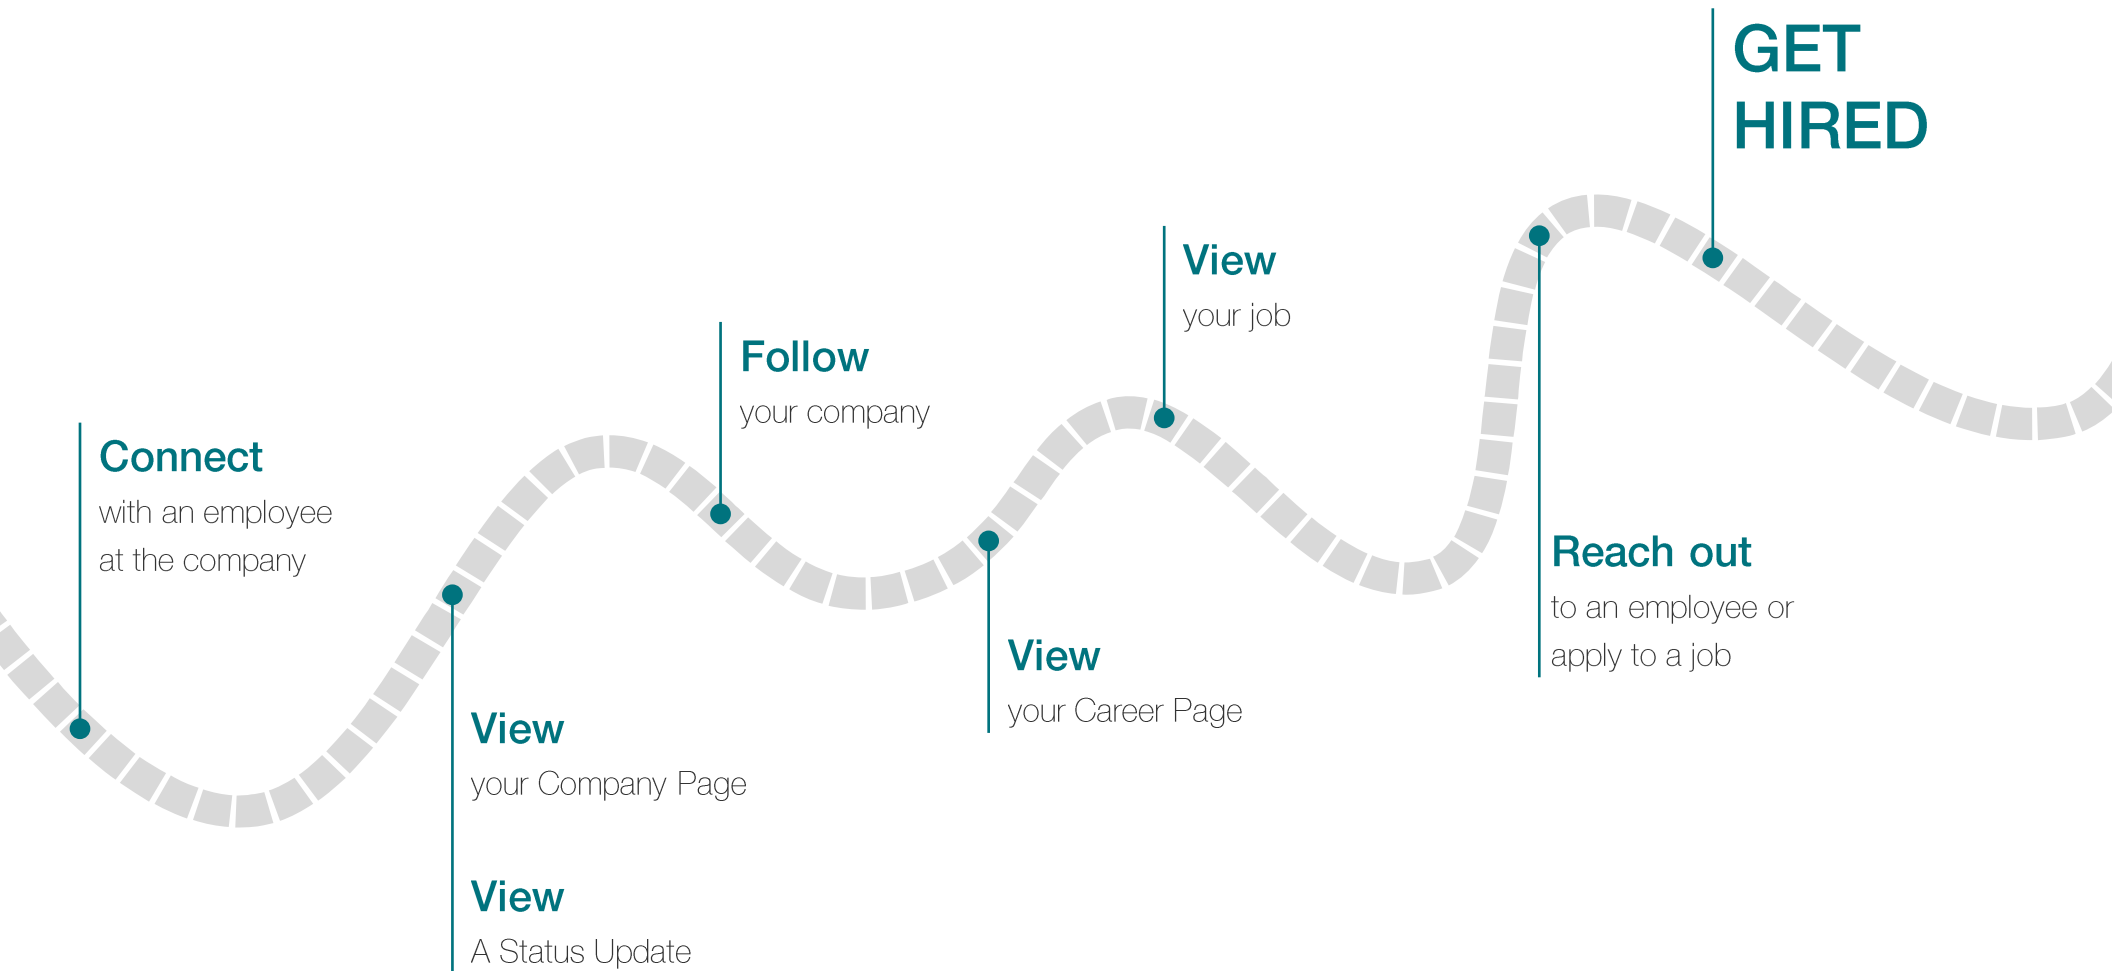 Connect
with an employee
at the company
View
your Company Page
View
A Status Update
Follow
your company
View
your Career Page
View
your job
Reach out
to an employee or
apply to a job
GET
HIRED